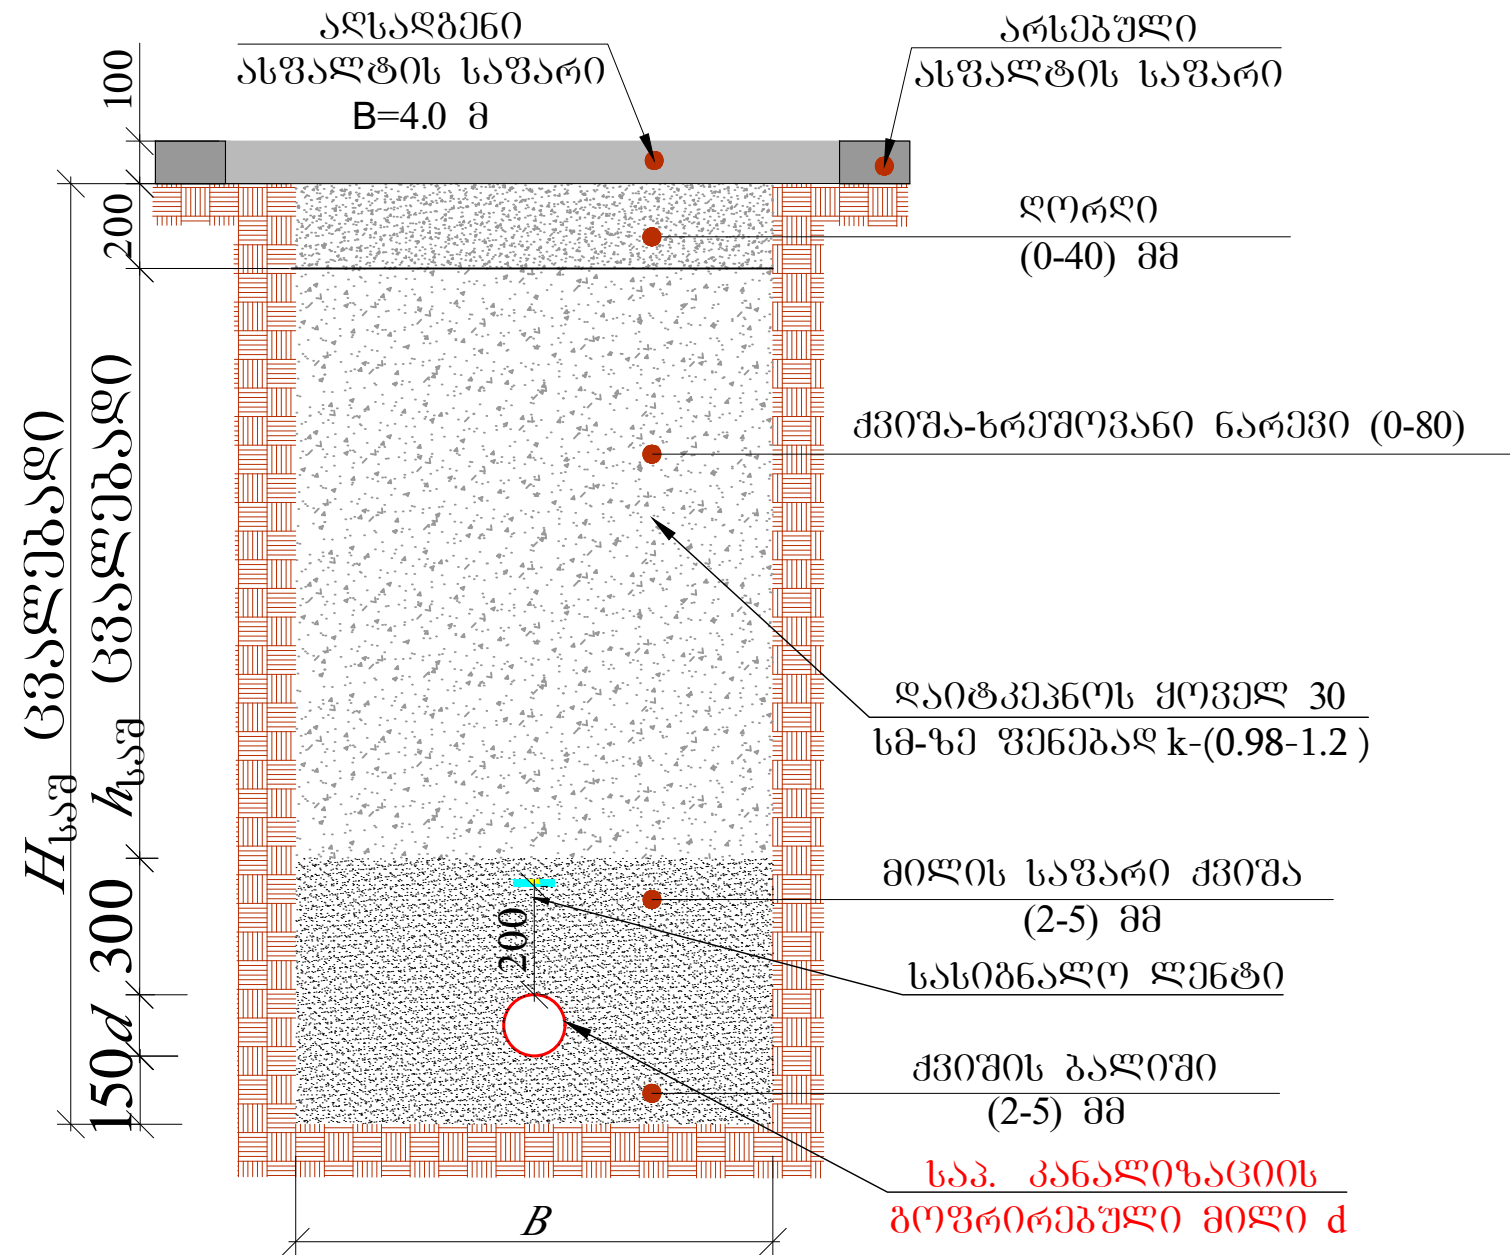 აღსადგენი
ასფალტის საფარი
B=4.0 მ
არსებული
ასფალტის საფარი
100
200
ღორღი
(0-40) მმ
ქვიშა-ხრეშოვანი ნარევი (0-80)
Hსაშ (ცვალებადი)
hსაშ (ცვალებადი)
დაიტკეპნოს ყოველ 30
სმ-ზე ფენებად k-(0.98-1.2 )
მილის საფარი ქვიშა
(2-5) მმ
200
სასიგნალო ლენტი
300
d
150
ქვიშის ბალიში
(2-5) მმ
საკ. კანალიზაციის
გოფრირებული მილი d
B